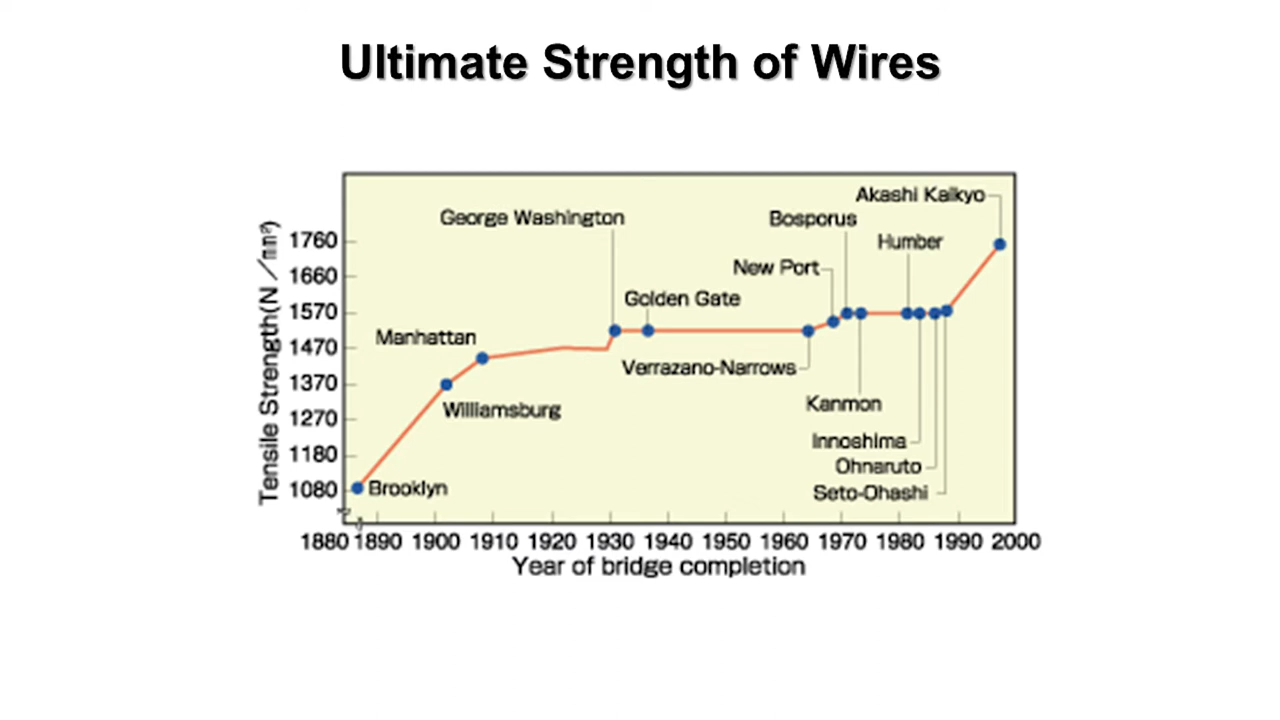 Ultimate Strength of Wires
Akashi Kaikyo
George Washington
Bosporus
Humber
New Port
Golden Gate
Manhattan
Verrazano-Narrows
Williamsburg
Kanmon
Innoshima
Ohnaruto
Seto-Ohashi
Brooklyn
Tensile Strength(N／mm²)
1760
1660
1570
1470
1370
1270
1180
1080
1880 1890 1900 1910 1920 1930 1940 1950 1960 1970 1980 1990 2000
Year of bridge completion